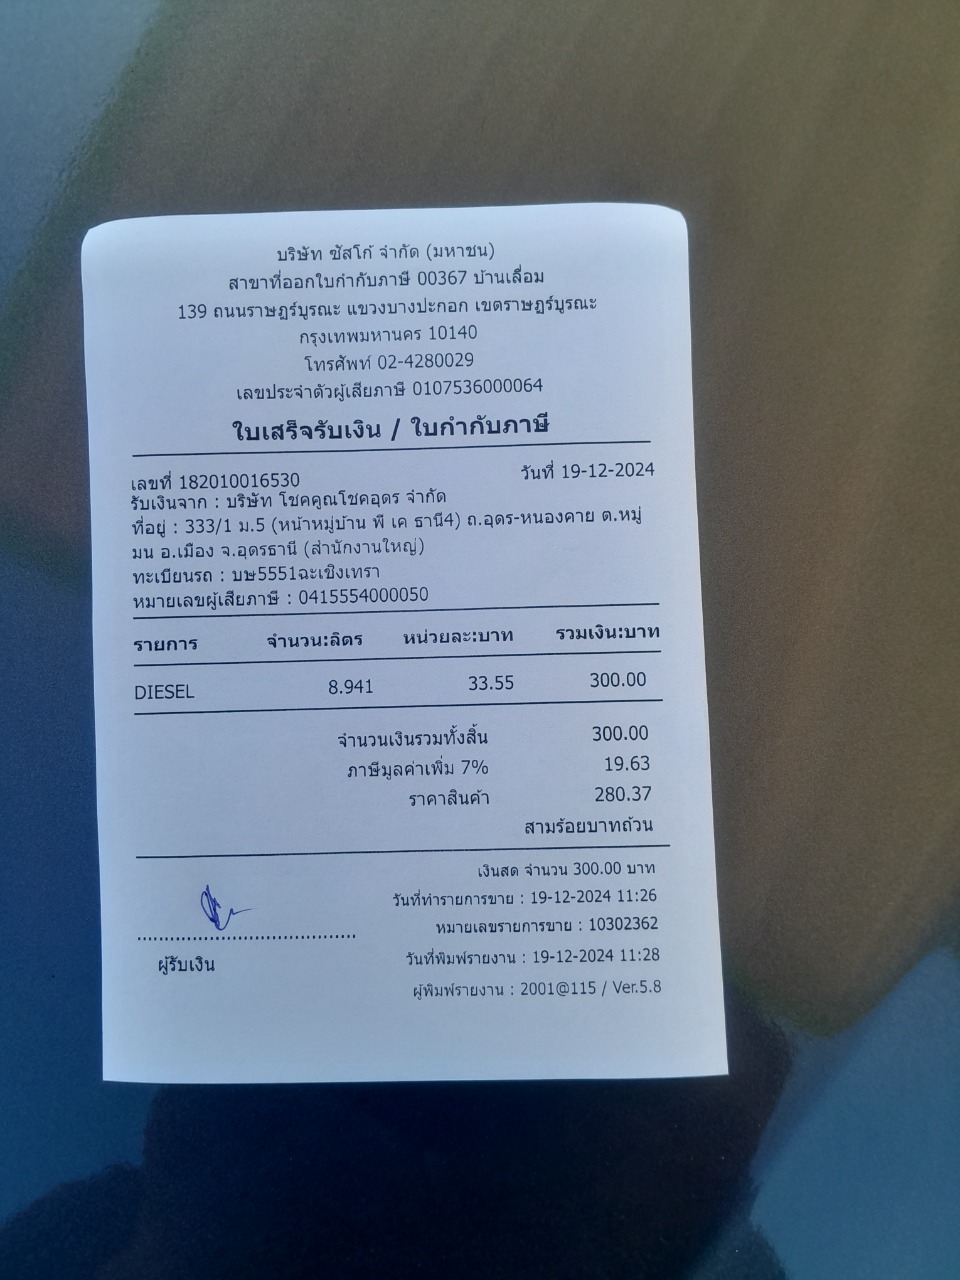 บริษัท ซัสโก้ จำกัด (มหาชน)
สาขาที่ออกใบกำกับภาษี 00367 บ้านเลื่อม
139 ถนนราษฎร์บูรณะ แขวงบางปะกอก เขตราษฎร์บูรณะ
กรุงเทพมหานคร 10140
โทรศัพท์ 02-4280029
เลขประจำตัวผู้เสียภาษี 0107536000064
ใบเสร็จรับเงิน / ใบกำกับภาษี
เลขที่ 182010016530 วันที่ 19-12-2024
รับเงินจาก : บริษัท โชคคูณโชคอุดร จำกัด
ที่อยู่ : 333/1 ม.5 (หน้าหมู่บ้าน พี เค ธานี4) ถ.อุดร-หนองคาย ต.หมู่
มน อ.เมือง จ.อุดรธานี (สำนักงานใหญ่)
ทะเบียนรถ : บษ5551ฉะเชิงเทรา
หมายเลขผู้เสียภาษี : 0415554000050
รายการ จำนวน:ลิตร หน่วยละ:บาท รวมเงิน:บาท
DIESEL 8.941 33.55 300.00
จำนวนเงินรวมทั้งสิ้น 300.00
ภาษีมูลค่าเพิ่ม 7% 19.63
ราคาสินค้า 280.37
สามร้อยบาทถ้วน
เงินสด จำนวน 300.00 บาท
วันที่ทำรายการขาย : 19-12-2024 11:26
หมายเลขรายการขาย : 10302362
ผู้รับเงิน
วันที่พิมพ์รายงาน : 19-12-2024 11:28
ผู้พิมพ์รายงาน : 2001@115 / Ver.5.8